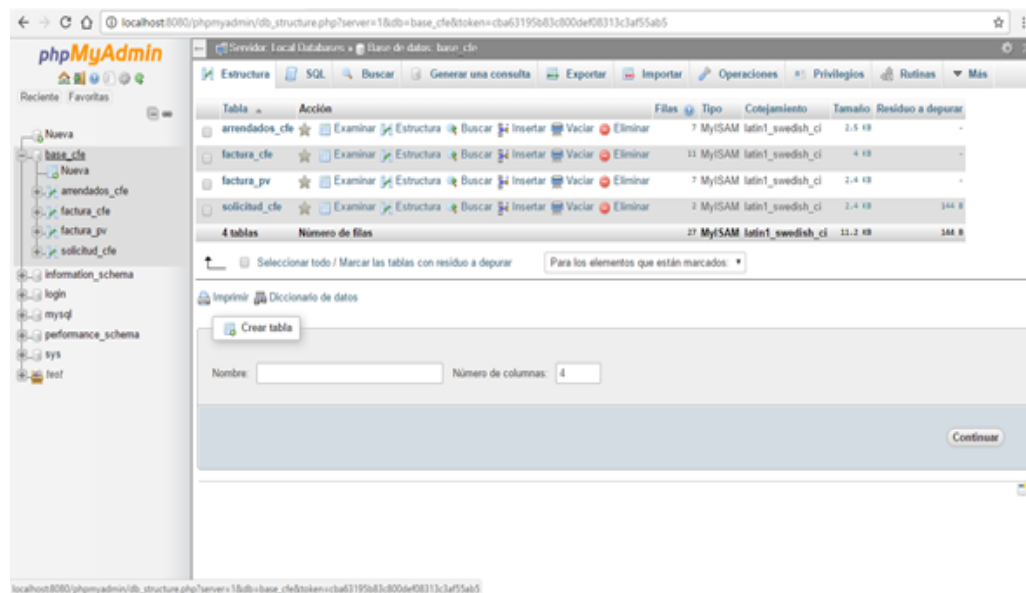 localhost:8080/phpmyadmin/db_structure.php?server=1&db=base_cfe&token=cba63195b83c800def08313c3af55ab5
phpMyAdmin
Reciente Favoritas
Nueva
base_cfe
Nueva
arrendados_cfe
factura_cfe
factura_pv
solicitud_cfe
information_schema
login
mysql
performance_schema
sys
test
Servidor: Local Databases » Base de datos: base_cfe
Estructura SQL Buscar Generar una consulta Exportar Importar Operaciones Privilegios Rutinas Más
Tabla Acción Filas Tipo Cotejamiento Tamaño Residuo a depurar
arrendados_cfe Examinar Estructura Buscar Insertar Vaciar Eliminar 7 MyISAM latin1_swedish_ci 2.5 KB -
factura_cfe Examinar Estructura Buscar Insertar Vaciar Eliminar 11 MyISAM latin1_swedish_ci 4 KB -
factura_pv Examinar Estructura Buscar Insertar Vaciar Eliminar 7 MyISAM latin1_swedish_ci 2.4 KB -
solicitud_cfe Examinar Estructura Buscar Insertar Vaciar Eliminar 2 MyISAM latin1_swedish_ci 2.4 KB 144 B
4 tablas Número de filas 27 MyISAM latin1_swedish_ci 11.2 KB 144 B
Seleccionar todo / Marcar las tablas con residuo a depurar Para los elementos que están marcados:
Imprimir Diccionario de datos
Crear tabla
Nombre: Número de columnas: 4
Continuar
localhost:8080/phpmyadmin/db_structure.php?server=1&db=base_cfe&token=cba63195b83c800def08313c3af55ab5